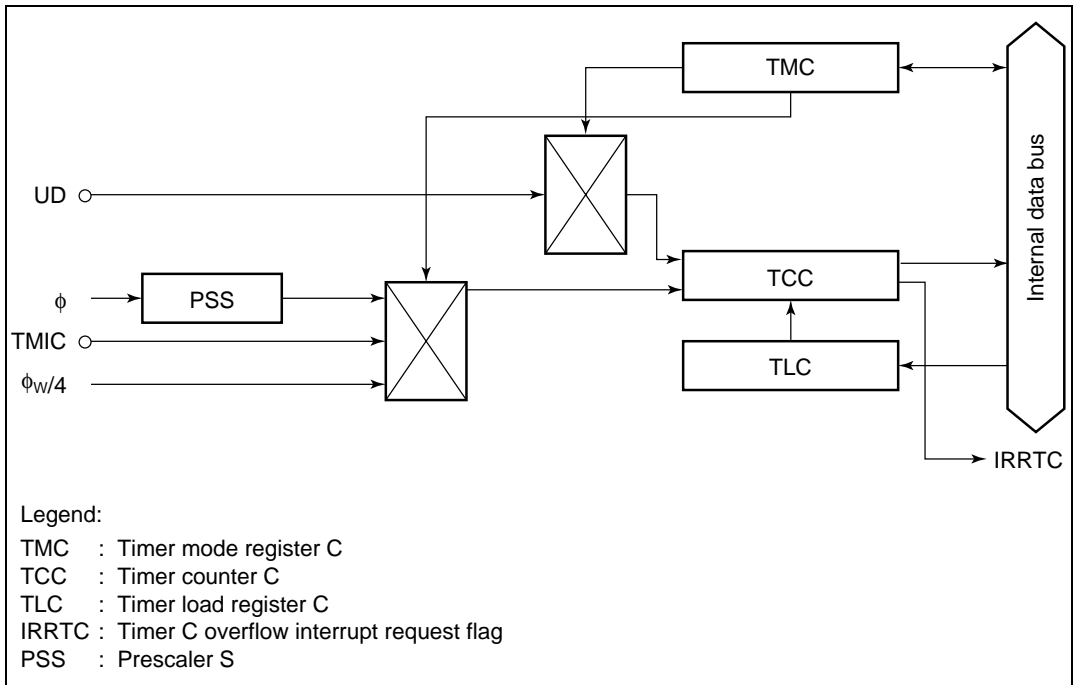 TMC
UD
TCC
Internal data bus
ϕ
PSS
TMIC
TLC
ϕW/4
IRRTC
Legend:
TMC : Timer mode register C
TCC : Timer counter C
TLC : Timer load register C
IRRTC : Timer C overflow interrupt request flag
PSS : Prescaler S